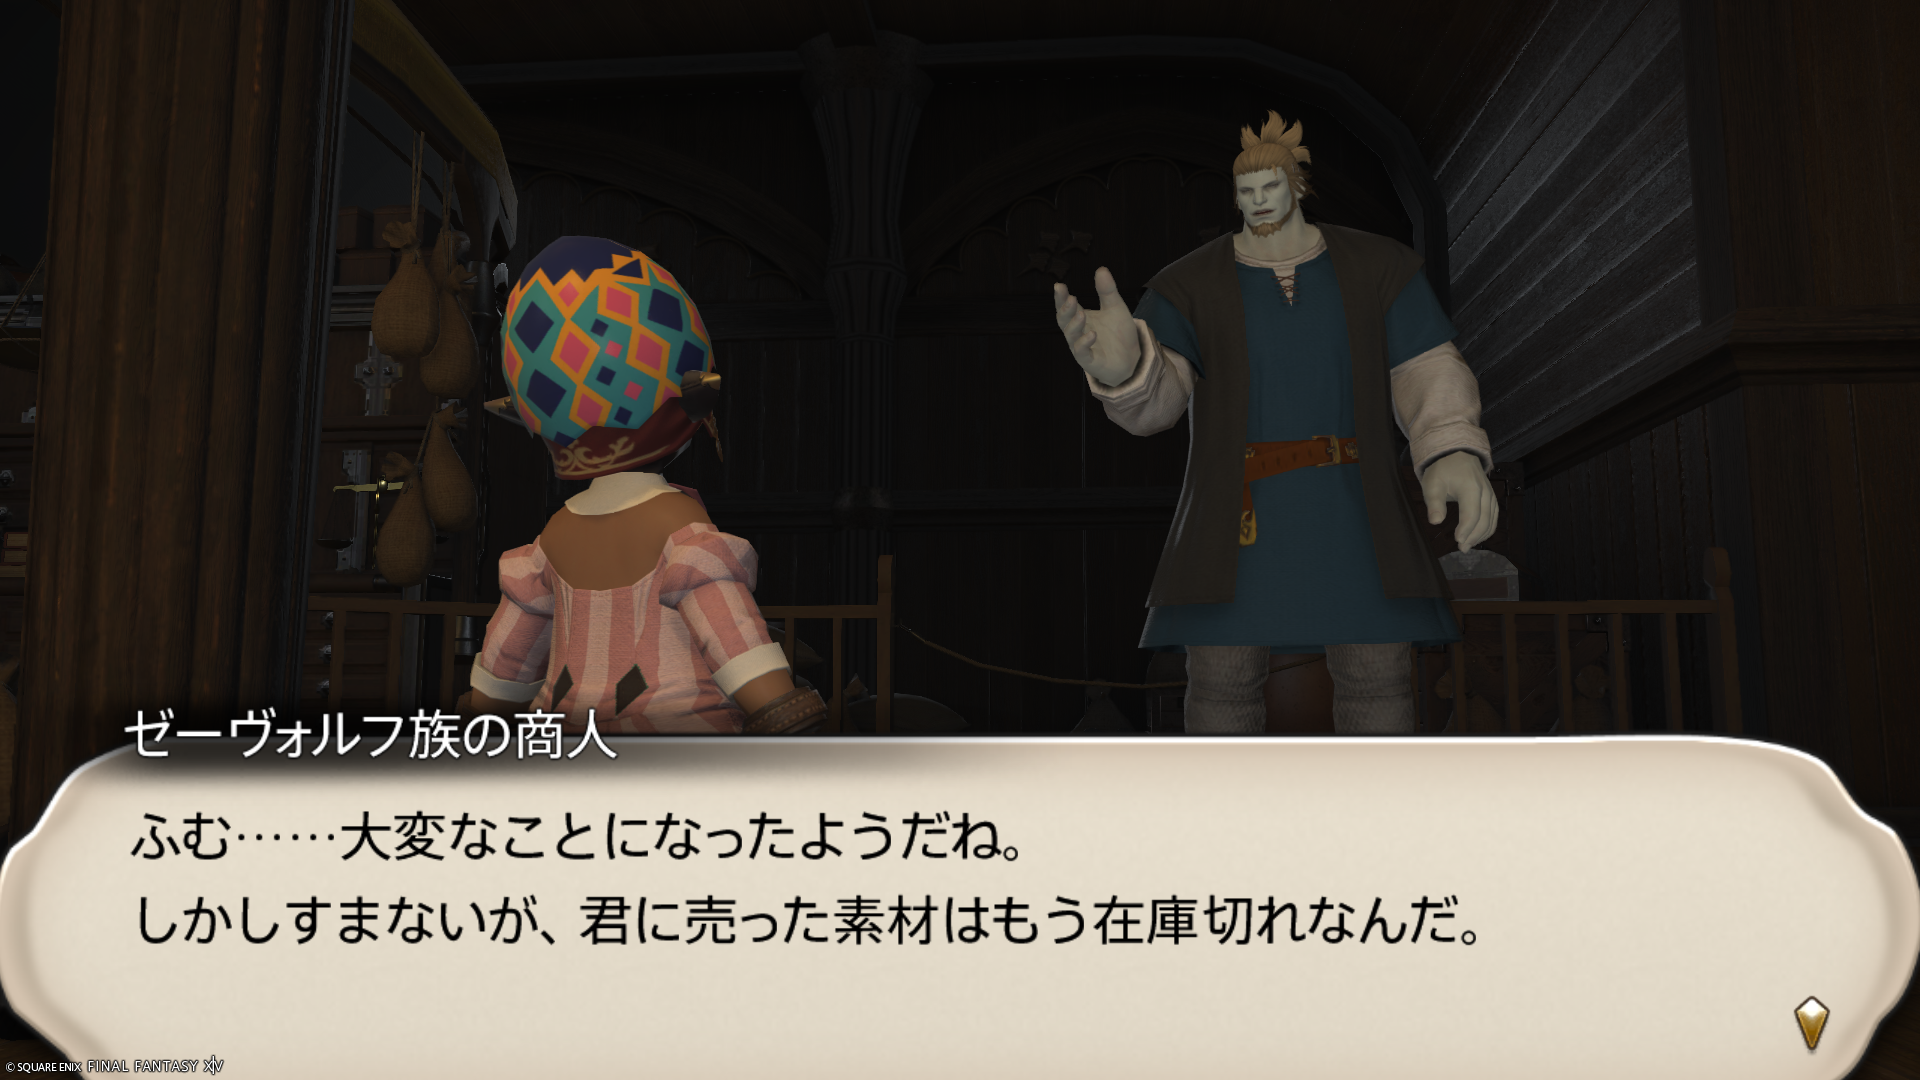 ゼーヴォルフ族の商人
ふむ……大変なことになったようだね。
しかしすまないが、君に売った素材はもう在庫切れなんだ。
© SQUARE ENIX FINAL FANTASY XIV